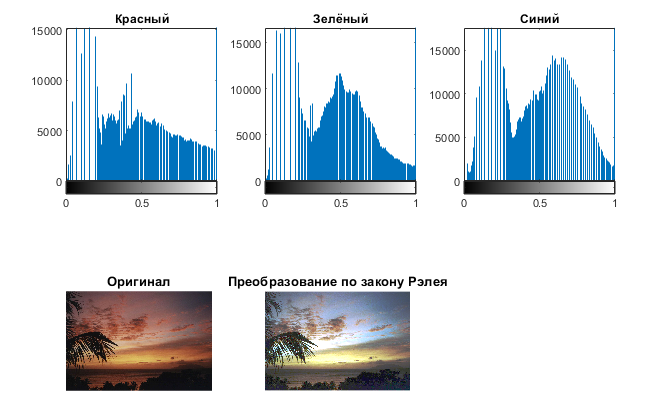 Красный Зелёный Синий
15000 15000 15000
10000 10000 10000
5000 5000 5000
0 0 0
0 0.5 1 0 0.5 1 0 0.5 1
Оригинал Преобразование по закону Рэлея